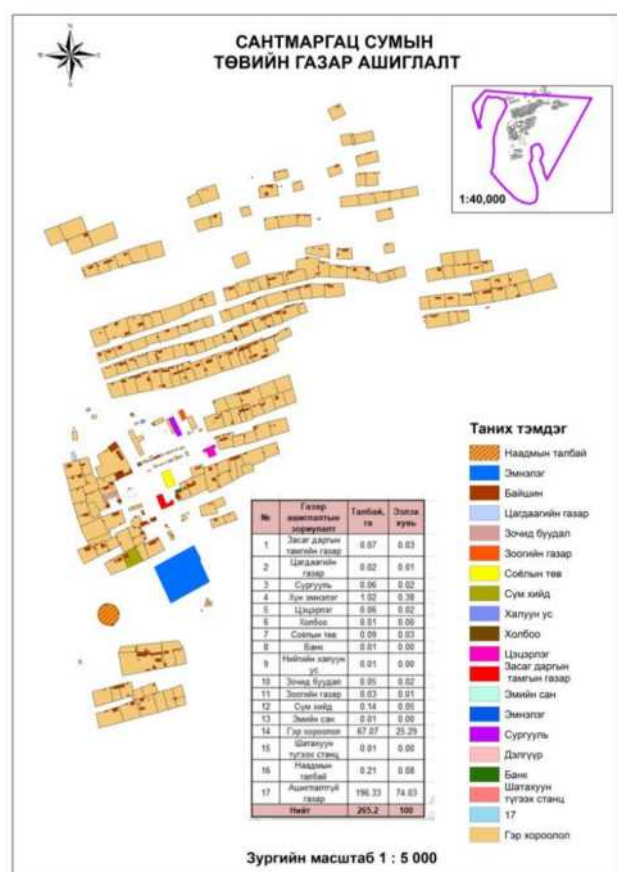 САНТМАРГАЦ СУМЫН
ТӨВИЙН ГАЗАР АШИГЛАЛТ
N
1:40,000
Таних тэмдэг
Наадмын талбай
Эмнэлэг
Байшин
Цагдаагийн газар
Зочид буудал
Зоогийн газар
Соёлын төв
Сүм хийд
Халуун ус
Холбоо
Цэцэрлэг
Засаг даргын
тамгын газар
Эмийн сан
Эмнэлэг
Сургууль
Дэлгүүр
Банк
Шатахуун
түгээх станц
17
Гэр хороолол
№ Газар ашиглалтын зориулалт Талбай, га Эзлэх хувь
1 Засаг даргын тамгийн газар 0.07 0.03
2 Цагдаагийн газар 0.02 0.01
3 Сургууль 0.06 0.02
4 Хүн эмнэлэг 1.02 0.38
5 Цэцэрлэг 0.06 0.02
6 Холбоо 0.01 0.00
7 Соёлын төв 0.09 0.03
8 Банк 0.01 0.00
9 Нийтийн халуун ус 0.01 0.00
10 Зочид буудал 0.05 0.02
11 Зоогийн газар 0.03 0.01
12 Сүм хийд 0.14 0.05
13 Эмийн сан 0.01 0.00
14 Гэр хороолол 67.07 25.29
15 Шатахуун түгээх станц 0.01 0.00
16 Наадмын талбай 0.21 0.08
17 Ашиглалтгүй газар 196.33 74.03
Нийт 265.2 100
Зургийн масштаб 1 : 5 000